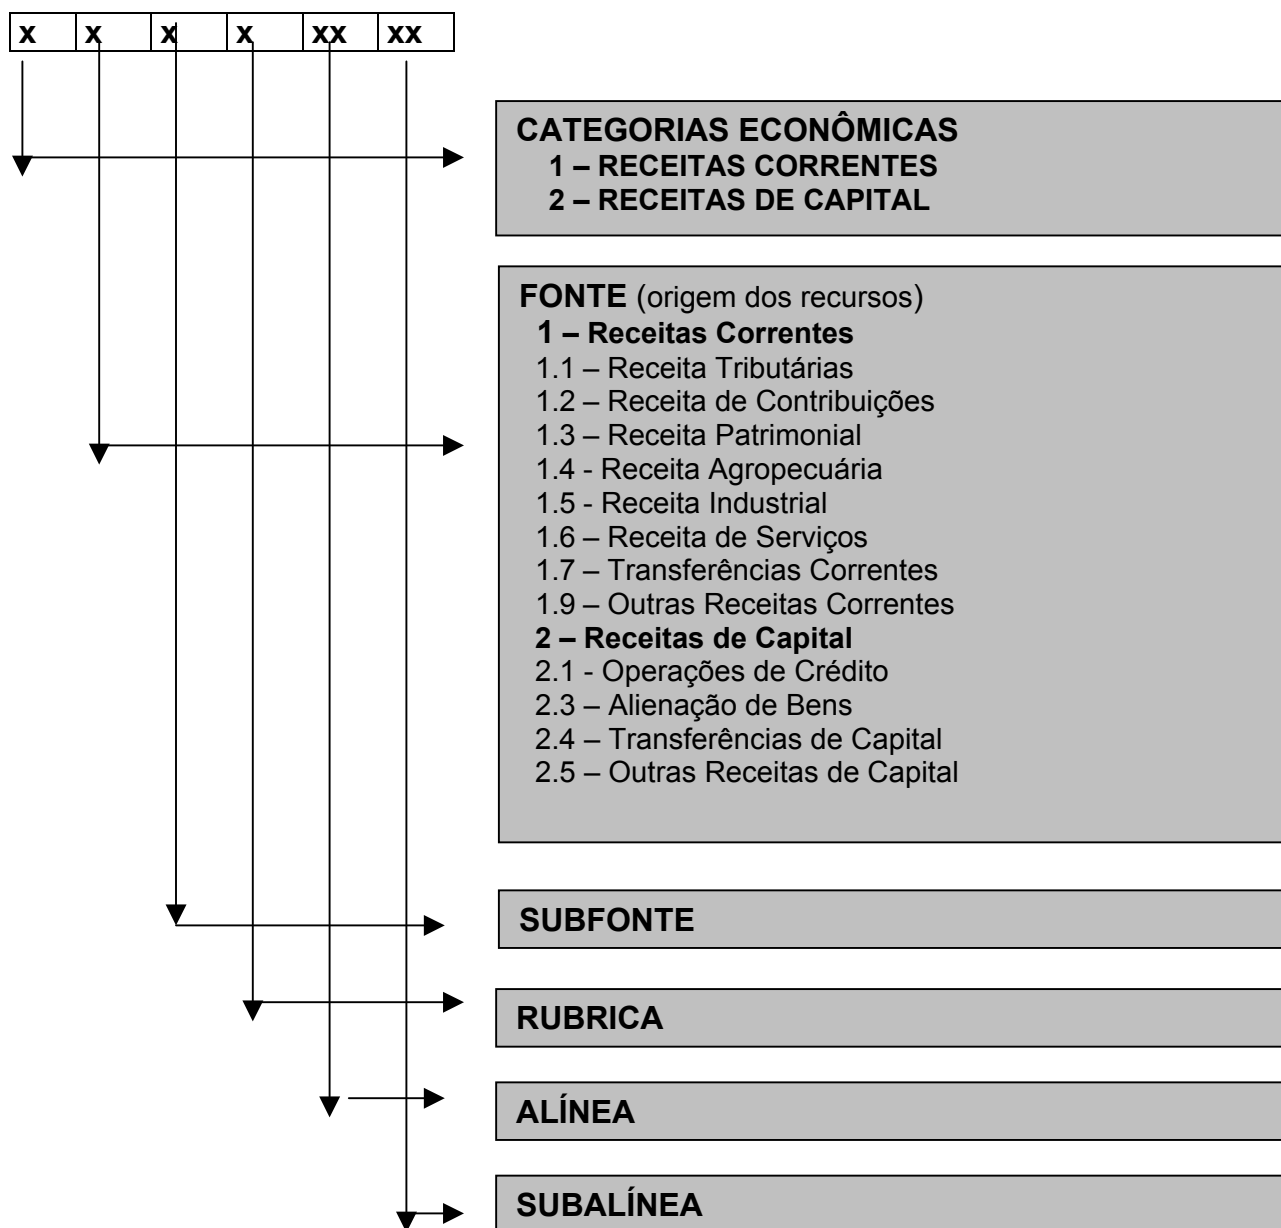 x x x x xx xx
CATEGORIAS ECONÔMICAS
1 – RECEITAS CORRENTES
2 – RECEITAS DE CAPITAL
FONTE (origem dos recursos)
1 – Receitas Correntes
1.1 – Receita Tributárias
1.2 – Receita de Contribuições
1.3 – Receita Patrimonial
1.4 - Receita Agropecuária
1.5 - Receita Industrial
1.6 – Receita de Serviços
1.7 – Transferências Correntes
1.9 – Outras Receitas Correntes
2 – Receitas de Capital
2.1 - Operações de Crédito
2.3 – Alienação de Bens
2.4 – Transferências de Capital
2.5 – Outras Receitas de Capital
SUBFONTE
RUBRICA
ALÍNEA
SUBALÍNEA